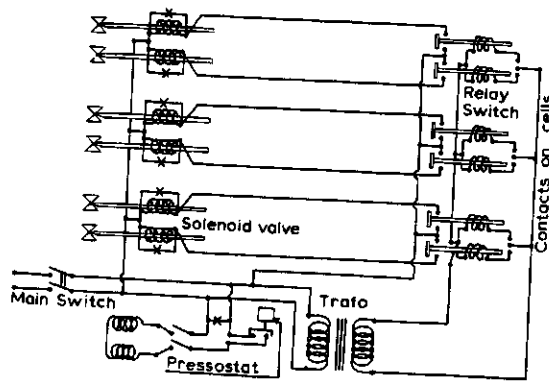 Relay
Switch
Contacts on cells
Solenoid valve
Main Switch
Trafo
Pressostat